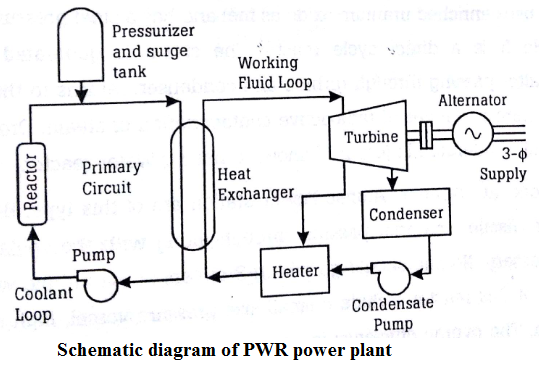 Pressurizer
and surge
tank
Working
Fluid Loop
Alternator
Turbine
~
3-ϕ
Supply
Reactor
Primary
Circuit
Heat
Exchanger
Condenser
Pump
Heater
Coolant
Loop
Condensate
Pump
Schematic diagram of PWR power plant